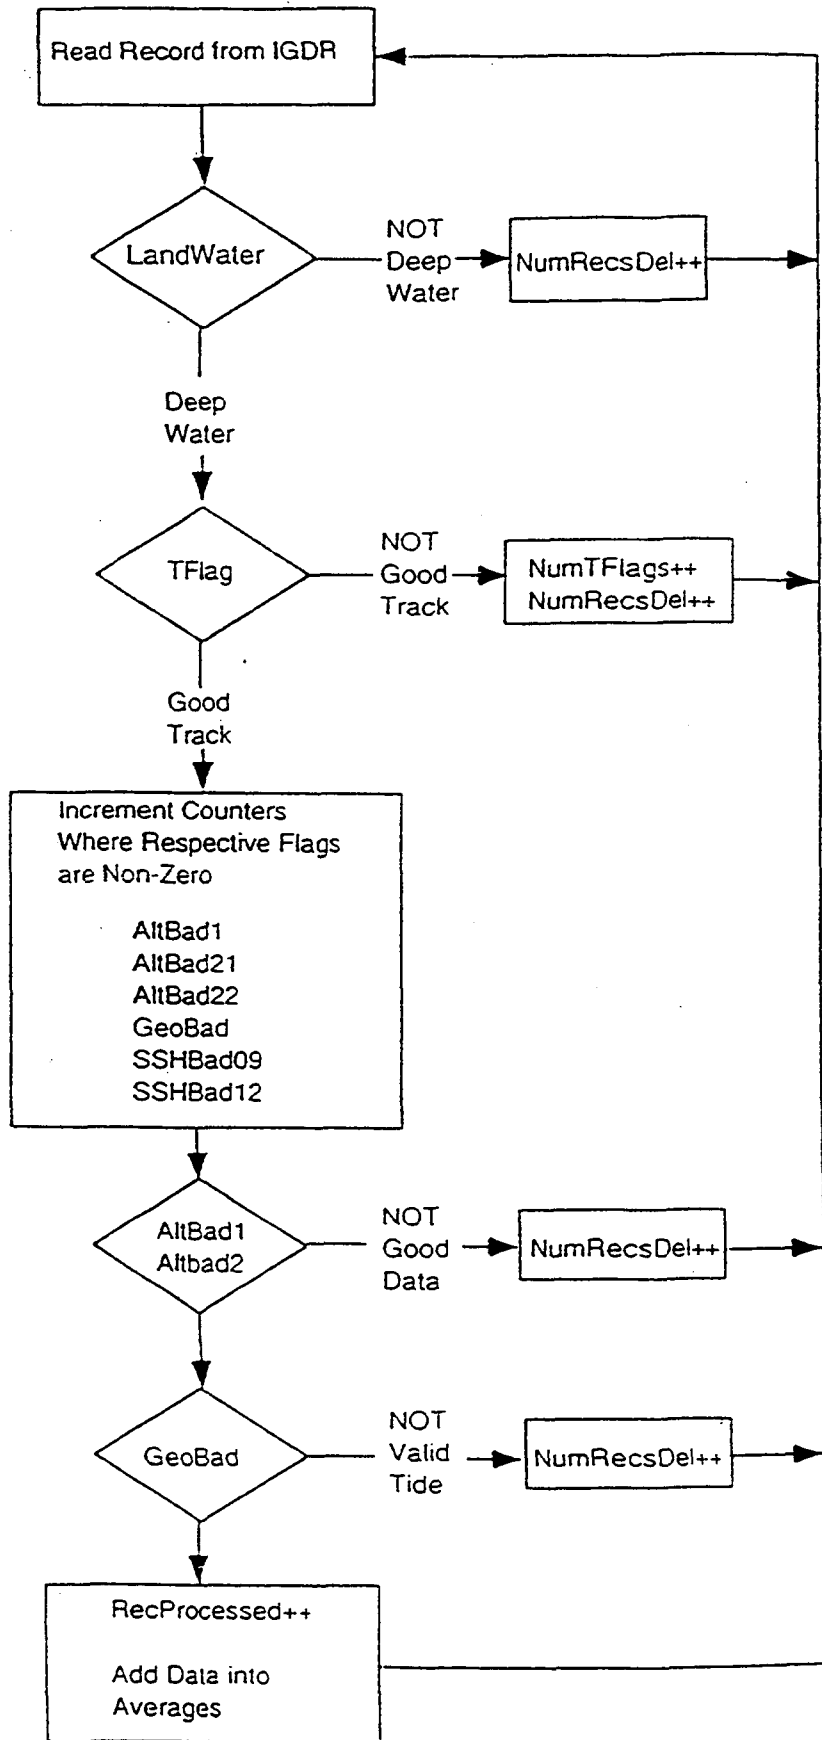 Read Record from IGDR
LandWater
NOT
Deep
Water
NumRecsDel++
Deep
Water
TFlag
NOT
Good
Track
NumTFlags++
NumRecsDel++
Good
Track
Increment Counters
Where Respective Flags
are Non-Zero
AltBad1
AltBad21
AltBad22
GeoBad
SSHBad09
SSHBad12
AltBad1
Altbad2
NOT
Good
Data
NumRecsDel++
GeoBad
NOT
Valid
Tide
NumRecsDel++
RecProcessed++
Add Data into
Averages